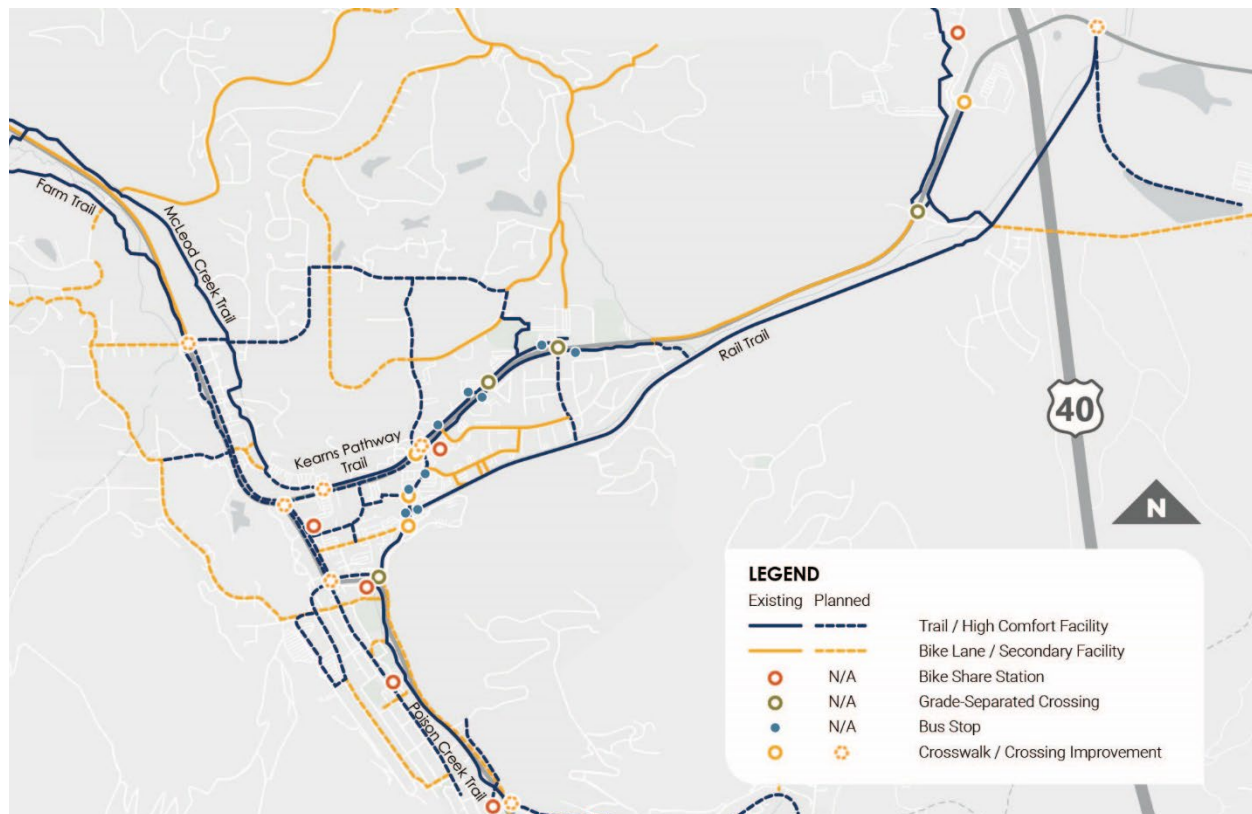 Farm Trail
McLeod Creek Trail
Kearns Pathway
Trail
Rail Trail
40
N
Poison Creek Trail
LEGEND
Existing Planned
Trail / High Comfort Facility
Bike Lane / Secondary Facility
N/A Bike Share Station
N/A Grade-Separated Crossing
N/A Bus Stop
Crosswalk / Crossing Improvement